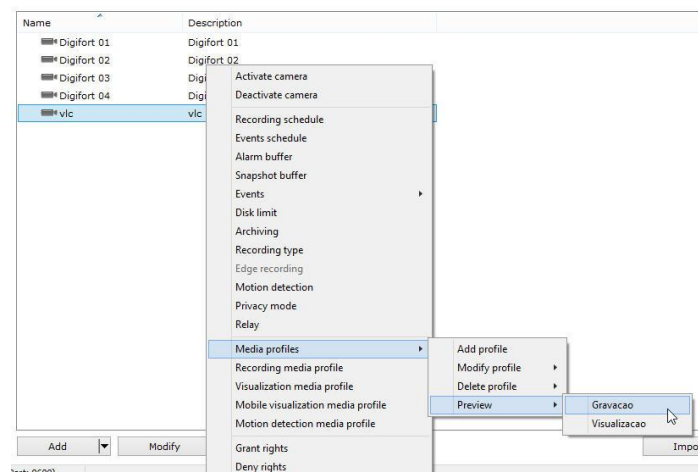 Name Description
Digifort 01 Digifort 01
Digifort 02 Digifort 02
Digifort 03 Digi
Digifort 04 Digi
vlc vlc
Activate camera
Deactivate camera
Recording schedule
Events schedule
Alarm buffer
Snapshot buffer
Events
Disk limit
Archiving
Recording type
Edge recording
Motion detection
Privacy mode
Relay
Media profiles
Recording media profile
Visualization media profile
Mobile visualization media profile
Motion detection media profile
Grant rights
Deny rights
Add profile
Modify profile
Delete profile
Preview
Gravacao
Visualizacao
Add Modify Impo